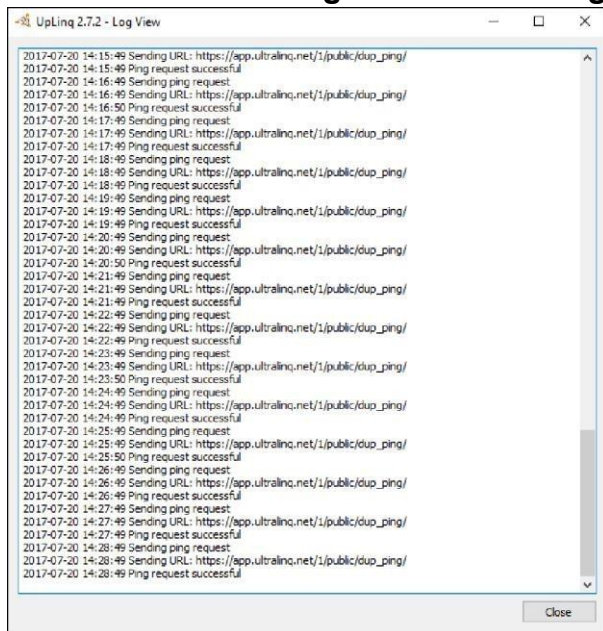 UpLinq 2.7.2 - Log View
2017-07-20 14:15:49 Sending URL: https://app.ultralinq.net/1/public/dup_ping/
2017-07-20 14:15:49 Ping request successful
2017-07-20 14:16:49 Sending ping request
2017-07-20 14:16:49 Sending URL: https://app.ultralinq.net/1/public/dup_ping/
2017-07-20 14:16:50 Ping request successful
2017-07-20 14:17:49 Sending ping request
2017-07-20 14:17:49 Sending URL: https://app.ultralinq.net/1/public/dup_ping/
2017-07-20 14:17:49 Ping request successful
2017-07-20 14:18:49 Sending ping request
2017-07-20 14:18:49 Sending URL: https://app.ultralinq.net/1/public/dup_ping/
2017-07-20 14:18:49 Ping request successful
2017-07-20 14:19:49 Sending ping request
2017-07-20 14:19:49 Sending URL: https://app.ultralinq.net/1/public/dup_ping/
2017-07-20 14:19:49 Ping request successful
2017-07-20 14:20:49 Sending ping request
2017-07-20 14:20:49 Sending URL: https://app.ultralinq.net/1/public/dup_ping/
2017-07-20 14:20:50 Ping request successful
2017-07-20 14:21:49 Sending ping request
2017-07-20 14:21:49 Sending URL: https://app.ultralinq.net/1/public/dup_ping/
2017-07-20 14:21:49 Ping request successful
2017-07-20 14:22:49 Sending ping request
2017-07-20 14:22:49 Sending URL: https://app.ultralinq.net/1/public/dup_ping/
2017-07-20 14:22:49 Ping request successful
2017-07-20 14:23:49 Sending ping request
2017-07-20 14:23:49 Sending URL: https://app.ultralinq.net/1/public/dup_ping/
2017-07-20 14:23:50 Ping request successful
2017-07-20 14:24:49 Sending ping request
2017-07-20 14:24:49 Sending URL: https://app.ultralinq.net/1/public/dup_ping/
2017-07-20 14:24:49 Ping request successful
2017-07-20 14:25:49 Sending ping request
2017-07-20 14:25:49 Sending URL: https://app.ultralinq.net/1/public/dup_ping/
2017-07-20 14:25:50 Ping request successful
2017-07-20 14:26:49 Sending ping request
2017-07-20 14:26:49 Sending URL: https://app.ultralinq.net/1/public/dup_ping/
2017-07-20 14:26:49 Ping request successful
2017-07-20 14:27:49 Sending ping request
2017-07-20 14:27:49 Sending URL: https://app.ultralinq.net/1/public/dup_ping/
2017-07-20 14:27:49 Ping request successful
2017-07-20 14:28:49 Sending ping request
2017-07-20 14:28:49 Sending URL: https://app.ultralinq.net/1/public/dup_ping/
2017-07-20 14:28:49 Ping request successful
Close